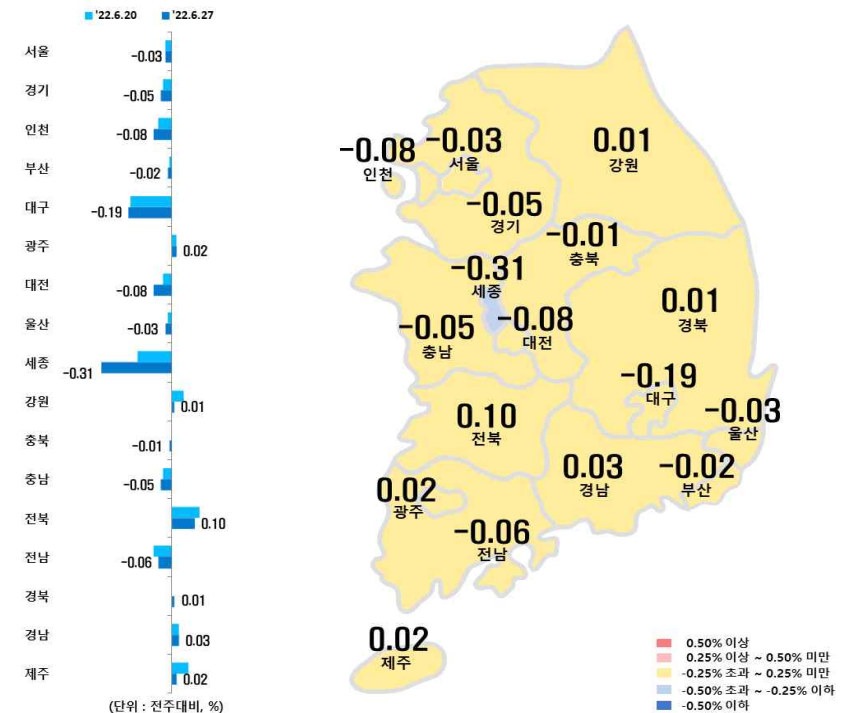 '22.6.20 '22.6.27
서울 -0.03
경기 -0.05
인천 -0.08
부산 -0.02
대구 -0.19
광주 0.02
대전 -0.08
울산 -0.03
세종 -0.31
강원 0.01
충북 -0.01
충남 -0.05
전북 0.10
전남 -0.06
경북 0.01
경남 0.03
제주 0.02
(단위 : 전주대비, %)
-0.08
인천
-0.03
서울
0.01
강원
-0.05
경기
-0.01
충북
-0.31
세종
-0.05
충남
-0.08
대전
0.01
경북
-0.19
대구
-0.03
울산
0.10
전북
0.03
경남
-0.02
부산
0.02
광주
-0.06
전남
0.02
제주
0.50% 이상
0.25% 이상 ~ 0.50% 미만
-0.25% 초과 ~ 0.25% 미만
-0.50% 초과 ~ -0.25% 이하
-0.50% 이하